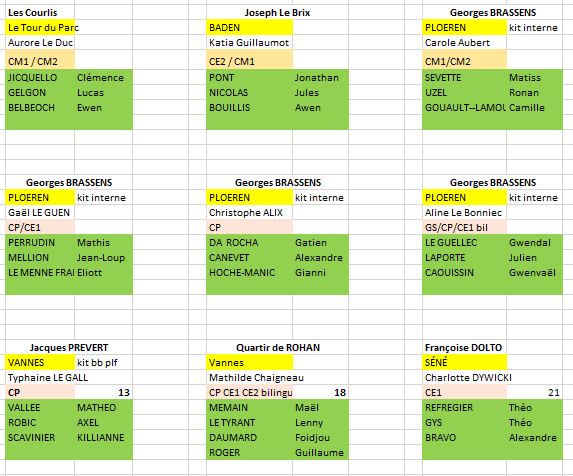 Les Courlis
Le Tour du Parc
Aurore Le Duc
CM1 / CM2
JICQUELLO Clémence
GELGON Lucas
BELBEOCH Ewen
Joseph Le Brix
BADEN
Katia Guillaumot
CE2 / CM1
PONT Jonathan
NICOLAS Jules
BOUILLIS Awen
Georges BRASSENS
PLOEREN kit interne
Carole Aubert
CM1/CM2
SEVETTE Matiss
UZEL Ronan
GOUAULT--LAMOU Camille
Georges BRASSENS
PLOEREN kit interne
Gaël LE GUEN
CP/CE1
PERRUDIN Mathis
MELLION Jean-Loup
LE MENNE FRAI Eliott
Georges BRASSENS
PLOEREN kit interne
Christophe ALIX
CP
DA ROCHA Gatien
CANEVET Alexandre
HOCHE-MANIC Gianni
Georges BRASSENS
PLOEREN kit interne
Aline Le Bonniec
GS/CP/CE1 bil
LE GUELLEC Gwendal
LAPORTE Julien
CAOUISSIN Gwenvaël
Jacques PREVERT
VANNES kit bb plf
Typhaine LE GALL
CP 13
VALLEE MATHEO
ROBIC AXEL
SCAVINIER KILLIANNE
Quartir de ROHAN
Vannes
Mathilde Chaigneau
CP CE1 CE2 bilingu 18
MEMAIN Maël
LE TYRANT Lenny
DAUMARD Foidjou
ROGER Guillaume
Françoise DOLTO
SÉNÉ
Charlotte DYWICKI
CE1 21
REFREGIER Théo
GYS Théo
BRAVO Alexandre